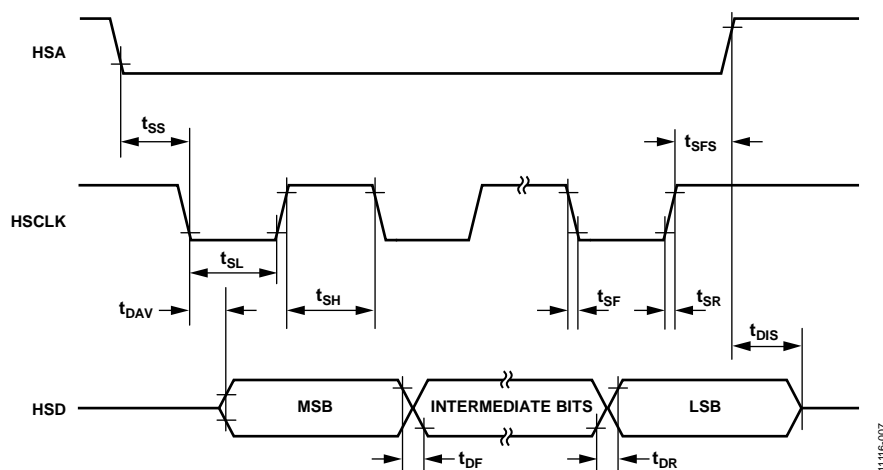 HSA
tSS
tSFS
HSCLK
tSL
tSH
tSF
tSR
tDAV
tDIS
HSD
MSB
INTERMEDIATE BITS
LSB
tDF
tDR
11116-007